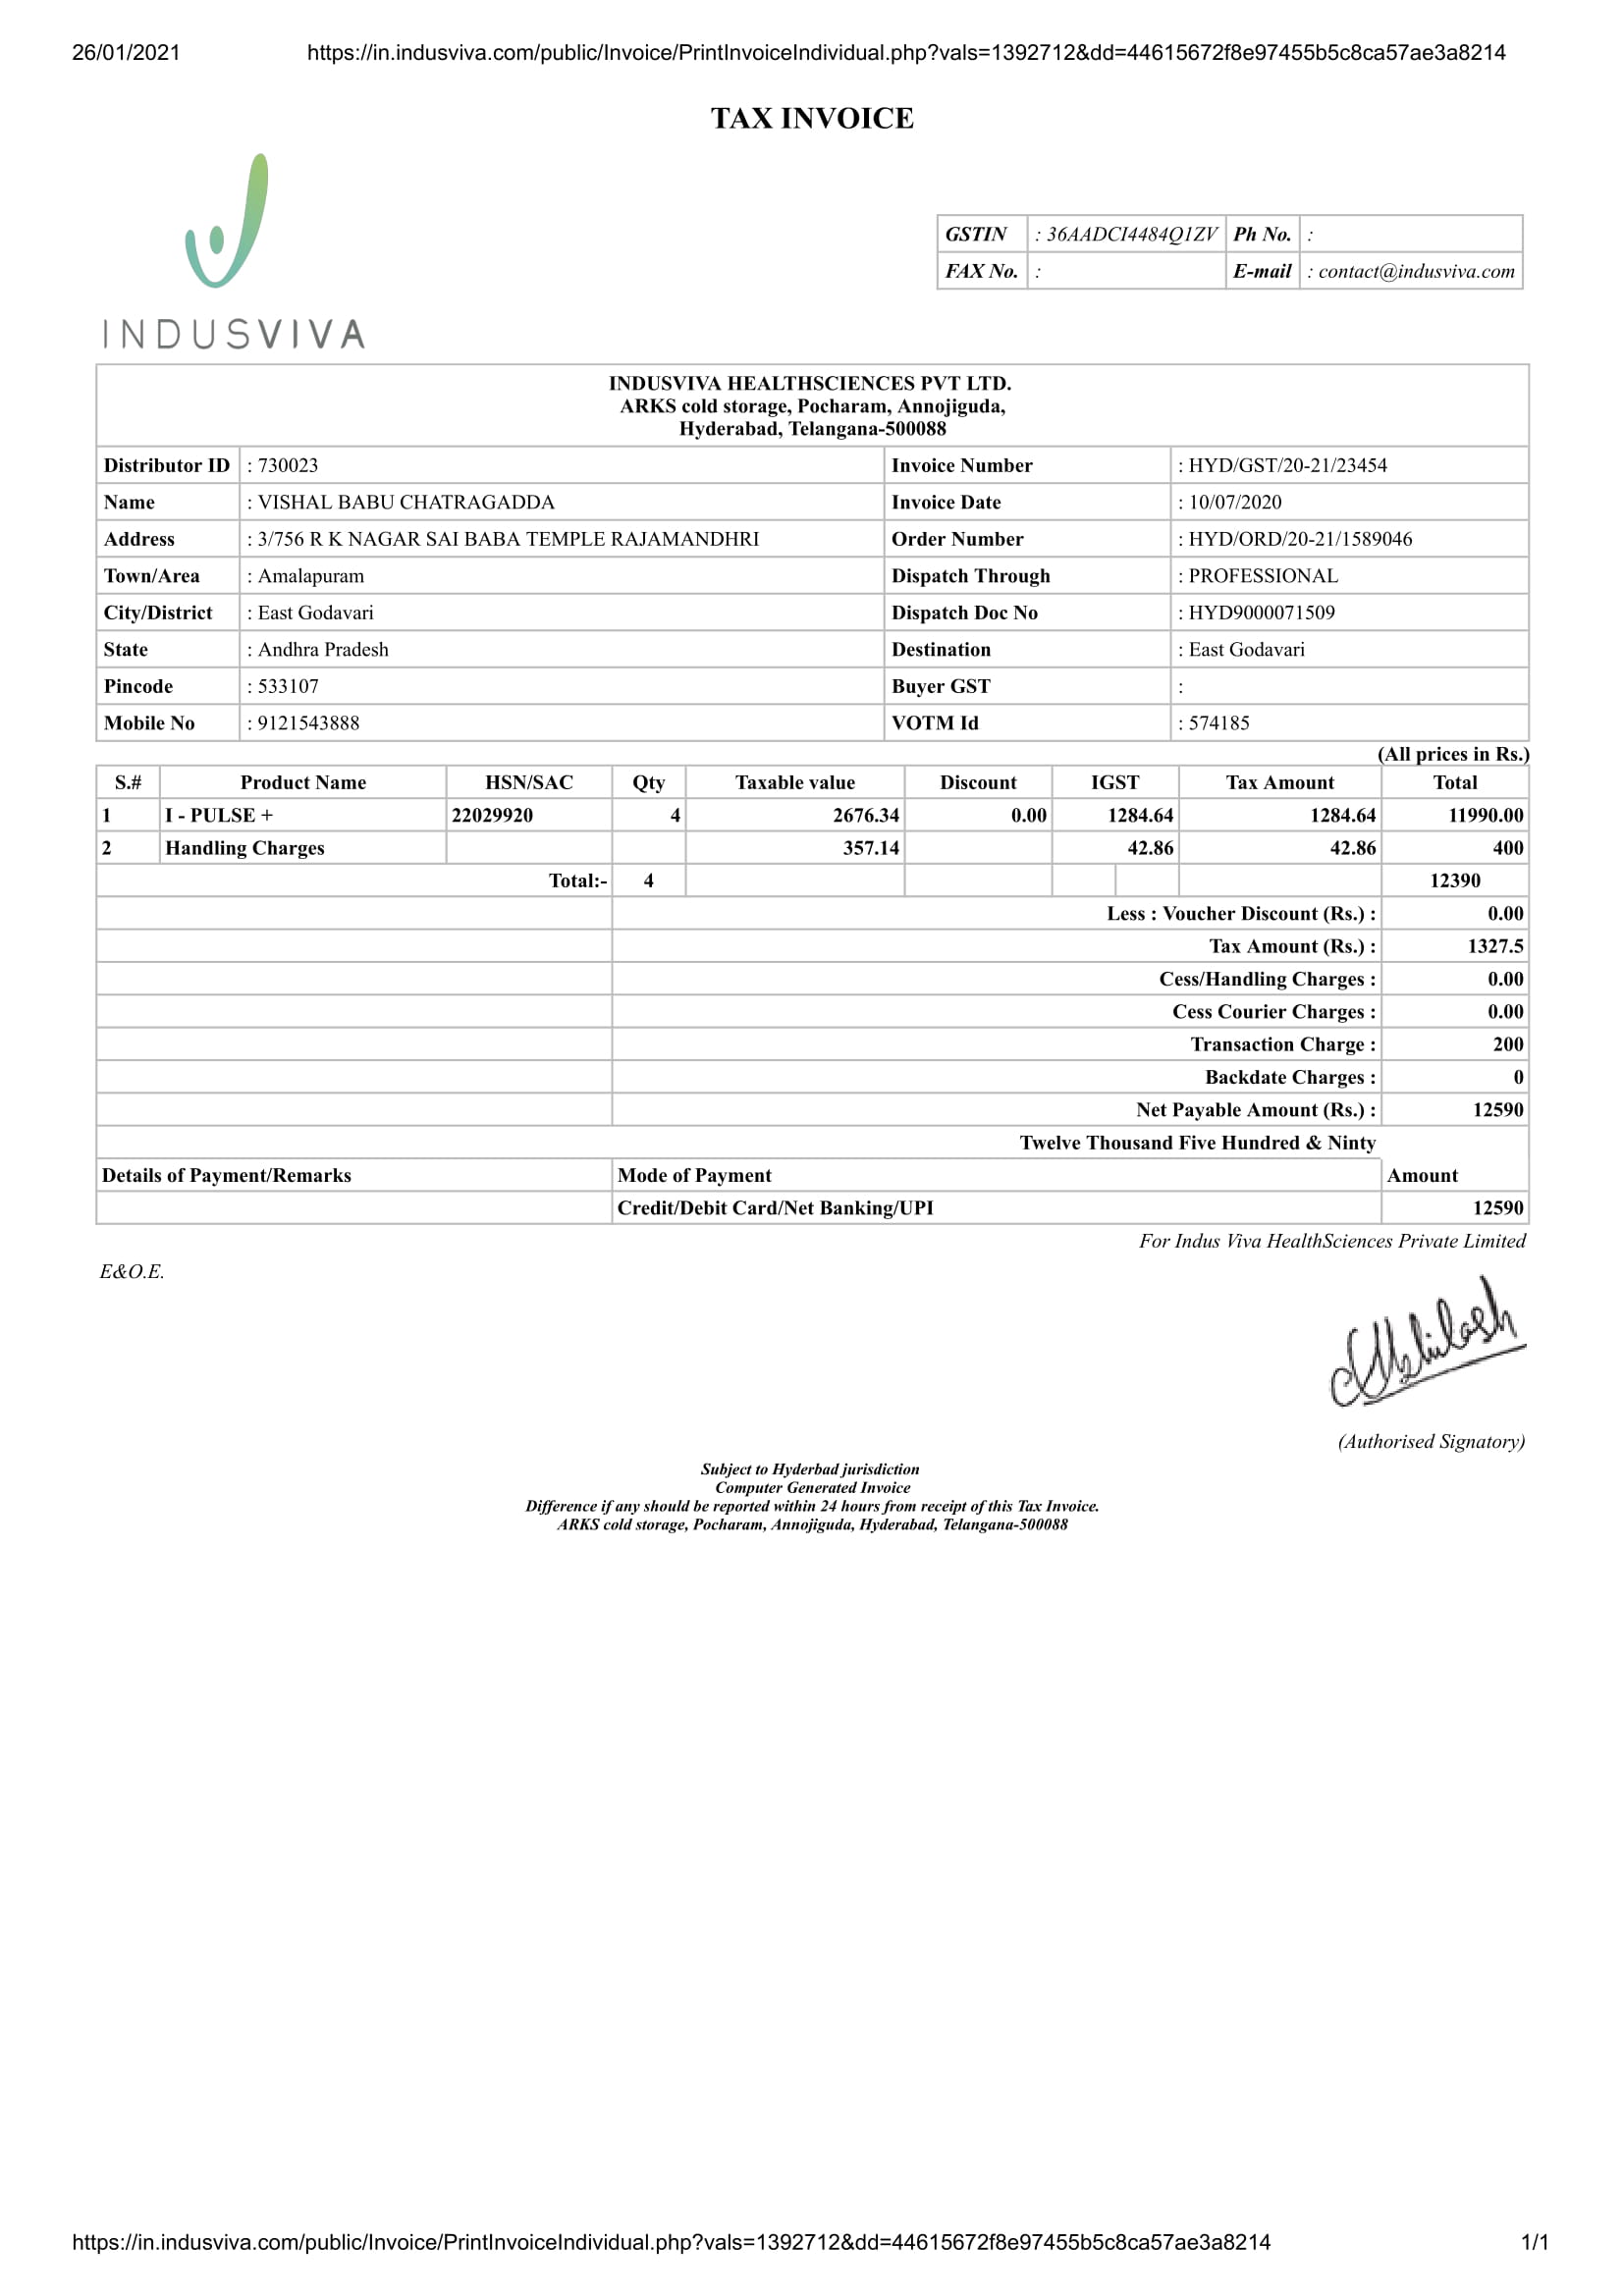 26/01/2021 https://in.indusviva.com/public/Invoice/PrintInvoiceIndividual.php?vals=1392712&dd=44615672f8e97455b5c8ca57ae3a8214
TAX INVOICE
GSTIN : 36AADCI4484Q1ZV Ph No. :
FAX No. : E-mail : contact@indusviva.com
INDUSVIVA
INDUSVIVA HEALTHSCIENCES PVT LTD.
ARKS cold storage, Pocharam, Annojiguda,
Hyderabad, Telangana-500088
Distributor ID : 730023 Invoice Number : HYD/GST/20-21/23454
Name : VISHAL BABU CHATRAGADDA Invoice Date : 10/07/2020
Address : 3/756 R K NAGAR SAI BABA TEMPLE RAJAMANDHRI Order Number : HYD/ORD/20-21/1589046
Town/Area : Amalapuram Dispatch Through : PROFESSIONAL
City/District : East Godavari Dispatch Doc No : HYD9000071509
State : Andhra Pradesh Destination : East Godavari
Pincode : 533107 Buyer GST :
Mobile No : 9121543888 VOTM Id : 574185
(All prices in Rs.)
S.# Product Name HSN/SAC Qty Taxable value Discount IGST Tax Amount Total
1 I - PULSE + 22029920 4 2676.34 0.00 1284.64 1284.64 11990.00
2 Handling Charges 357.14 42.86 42.86 400
Total:- 4 12390
Less : Voucher Discount (Rs.) : 0.00
Tax Amount (Rs.) : 1327.5
Cess/Handling Charges : 0.00
Cess Courier Charges : 0.00
Transaction Charge : 200
Backdate Charges : 0
Net Payable Amount (Rs.) : 12590
Twelve Thousand Five Hundred & Ninty
Details of Payment/Remarks Mode of Payment Amount
Credit/Debit Card/Net Banking/UPI 12590
For Indus Viva HealthSciences Private Limited
E&O.E.
(Authorised Signatory)
Subject to Hyderbad jurisdiction
Computer Generated Invoice
Difference if any should be reported within 24 hours from receipt of this Tax Invoice.
ARKS cold storage, Pocharam, Annojiguda, Hyderabad, Telangana-500088
https://in.indusviva.com/public/Invoice/PrintInvoiceIndividual.php?vals=1392712&dd=44615672f8e97455b5c8ca57ae3a8214 1/1